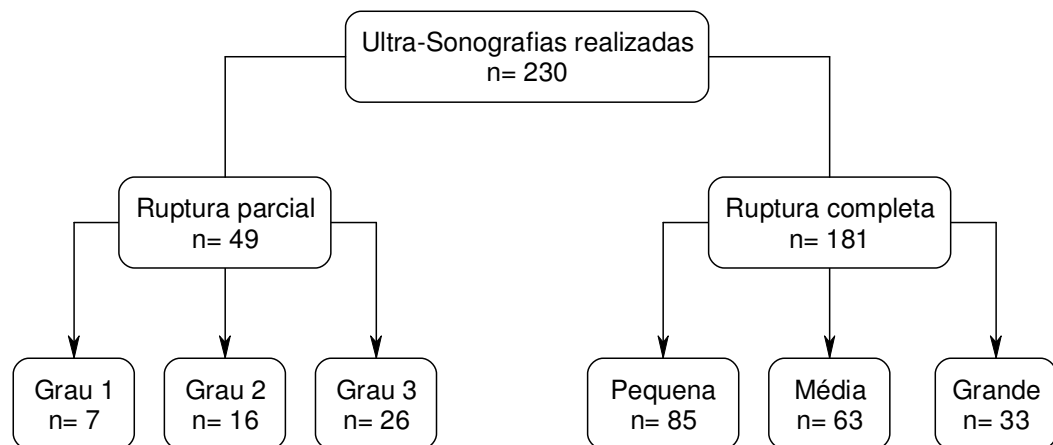 Ultra-Sonografias realizadas
n= 230
Ruptura parcial
n= 49
Ruptura completa
n= 181
Grau 1
n= 7
Grau 2
n= 16
Grau 3
n= 26
Pequena
n= 85
Média
n= 63
Grande
n= 33